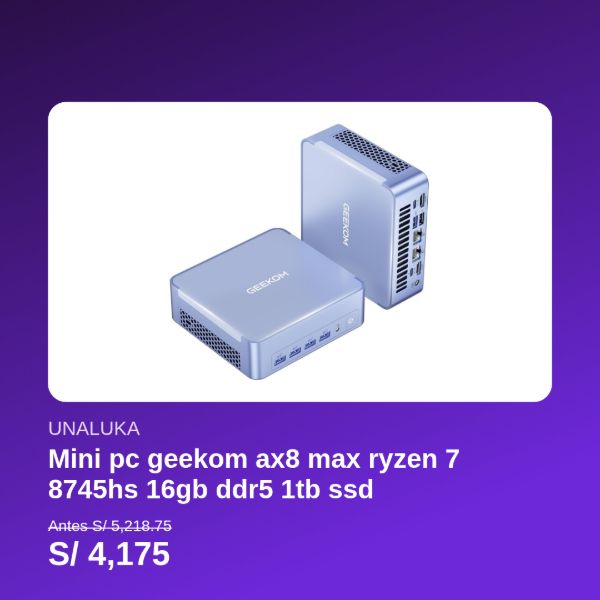 GEEKOM
GEEKOM
UNALUKA
Mini pc geekom ax8 max ryzen 7
8745hs 16gb ddr5 1tb ssd
Antes S/ 5,218.75
S/ 4,175